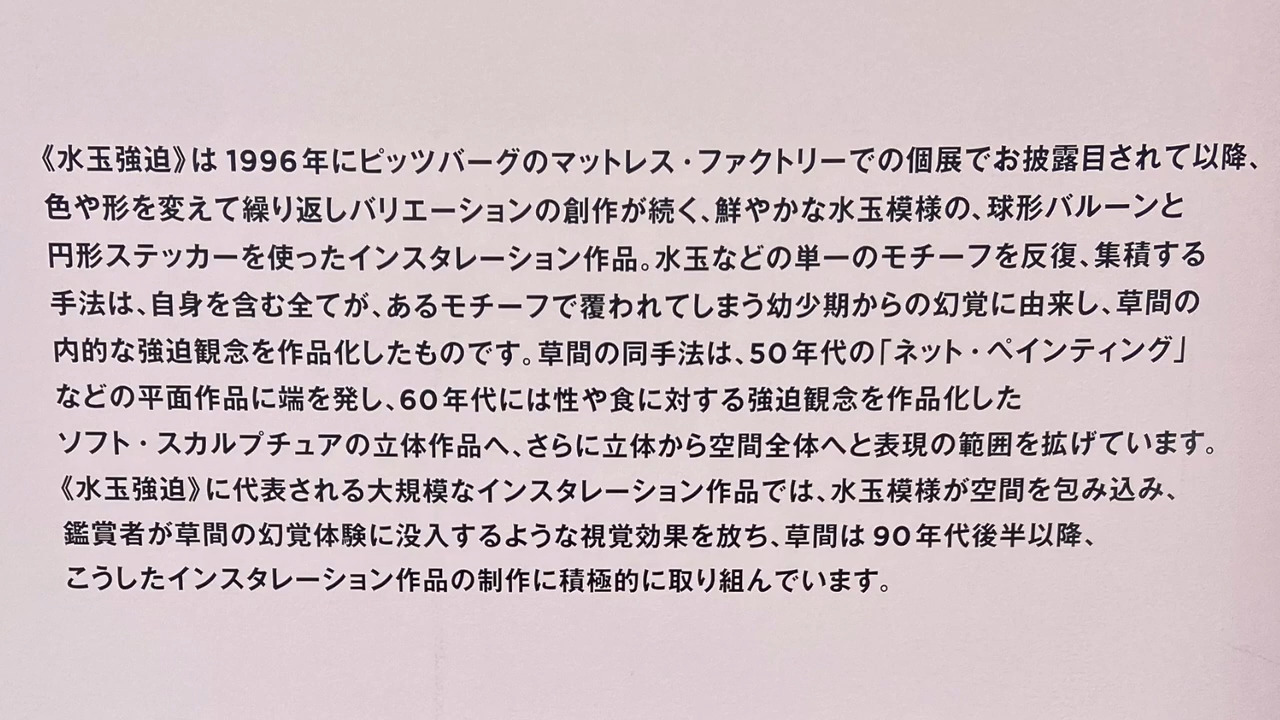 《水玉強迫》は1996年にピッツバーグのマットレス・ファクトリーでの個展でお披露目されて以降、
色や形を変えて繰り返しバリエーションの創作が続く、鮮やかな水玉模様の、球形バルーンと
円形ステッカーを使ったインスタレーション作品。水玉などの単一のモチーフを反復、集積する
手法は、自身を含む全てが、あるモチーフで覆われてしまう幼少期からの幻覚に由来し、草間の
内的な強迫観念を作品化したものです。草間の同手法は、50年代の「ネット・ペインティング」
などの平面作品に端を発し、60年代には性や食に対する強迫観念を作品化した
ソフト・スカルプチュアの立体作品へ、さらに立体から空間全体へと表現の範囲を拡げています。
《水玉強迫》に代表される大規模なインスタレーション作品では、水玉模様が空間を包み込み、
鑑賞者が草間の幻覚体験に没入するような視覚効果を放ち、草間は90年代後半以降、
こうしたインスタレーション作品の制作に積極的に取り組んでいます。